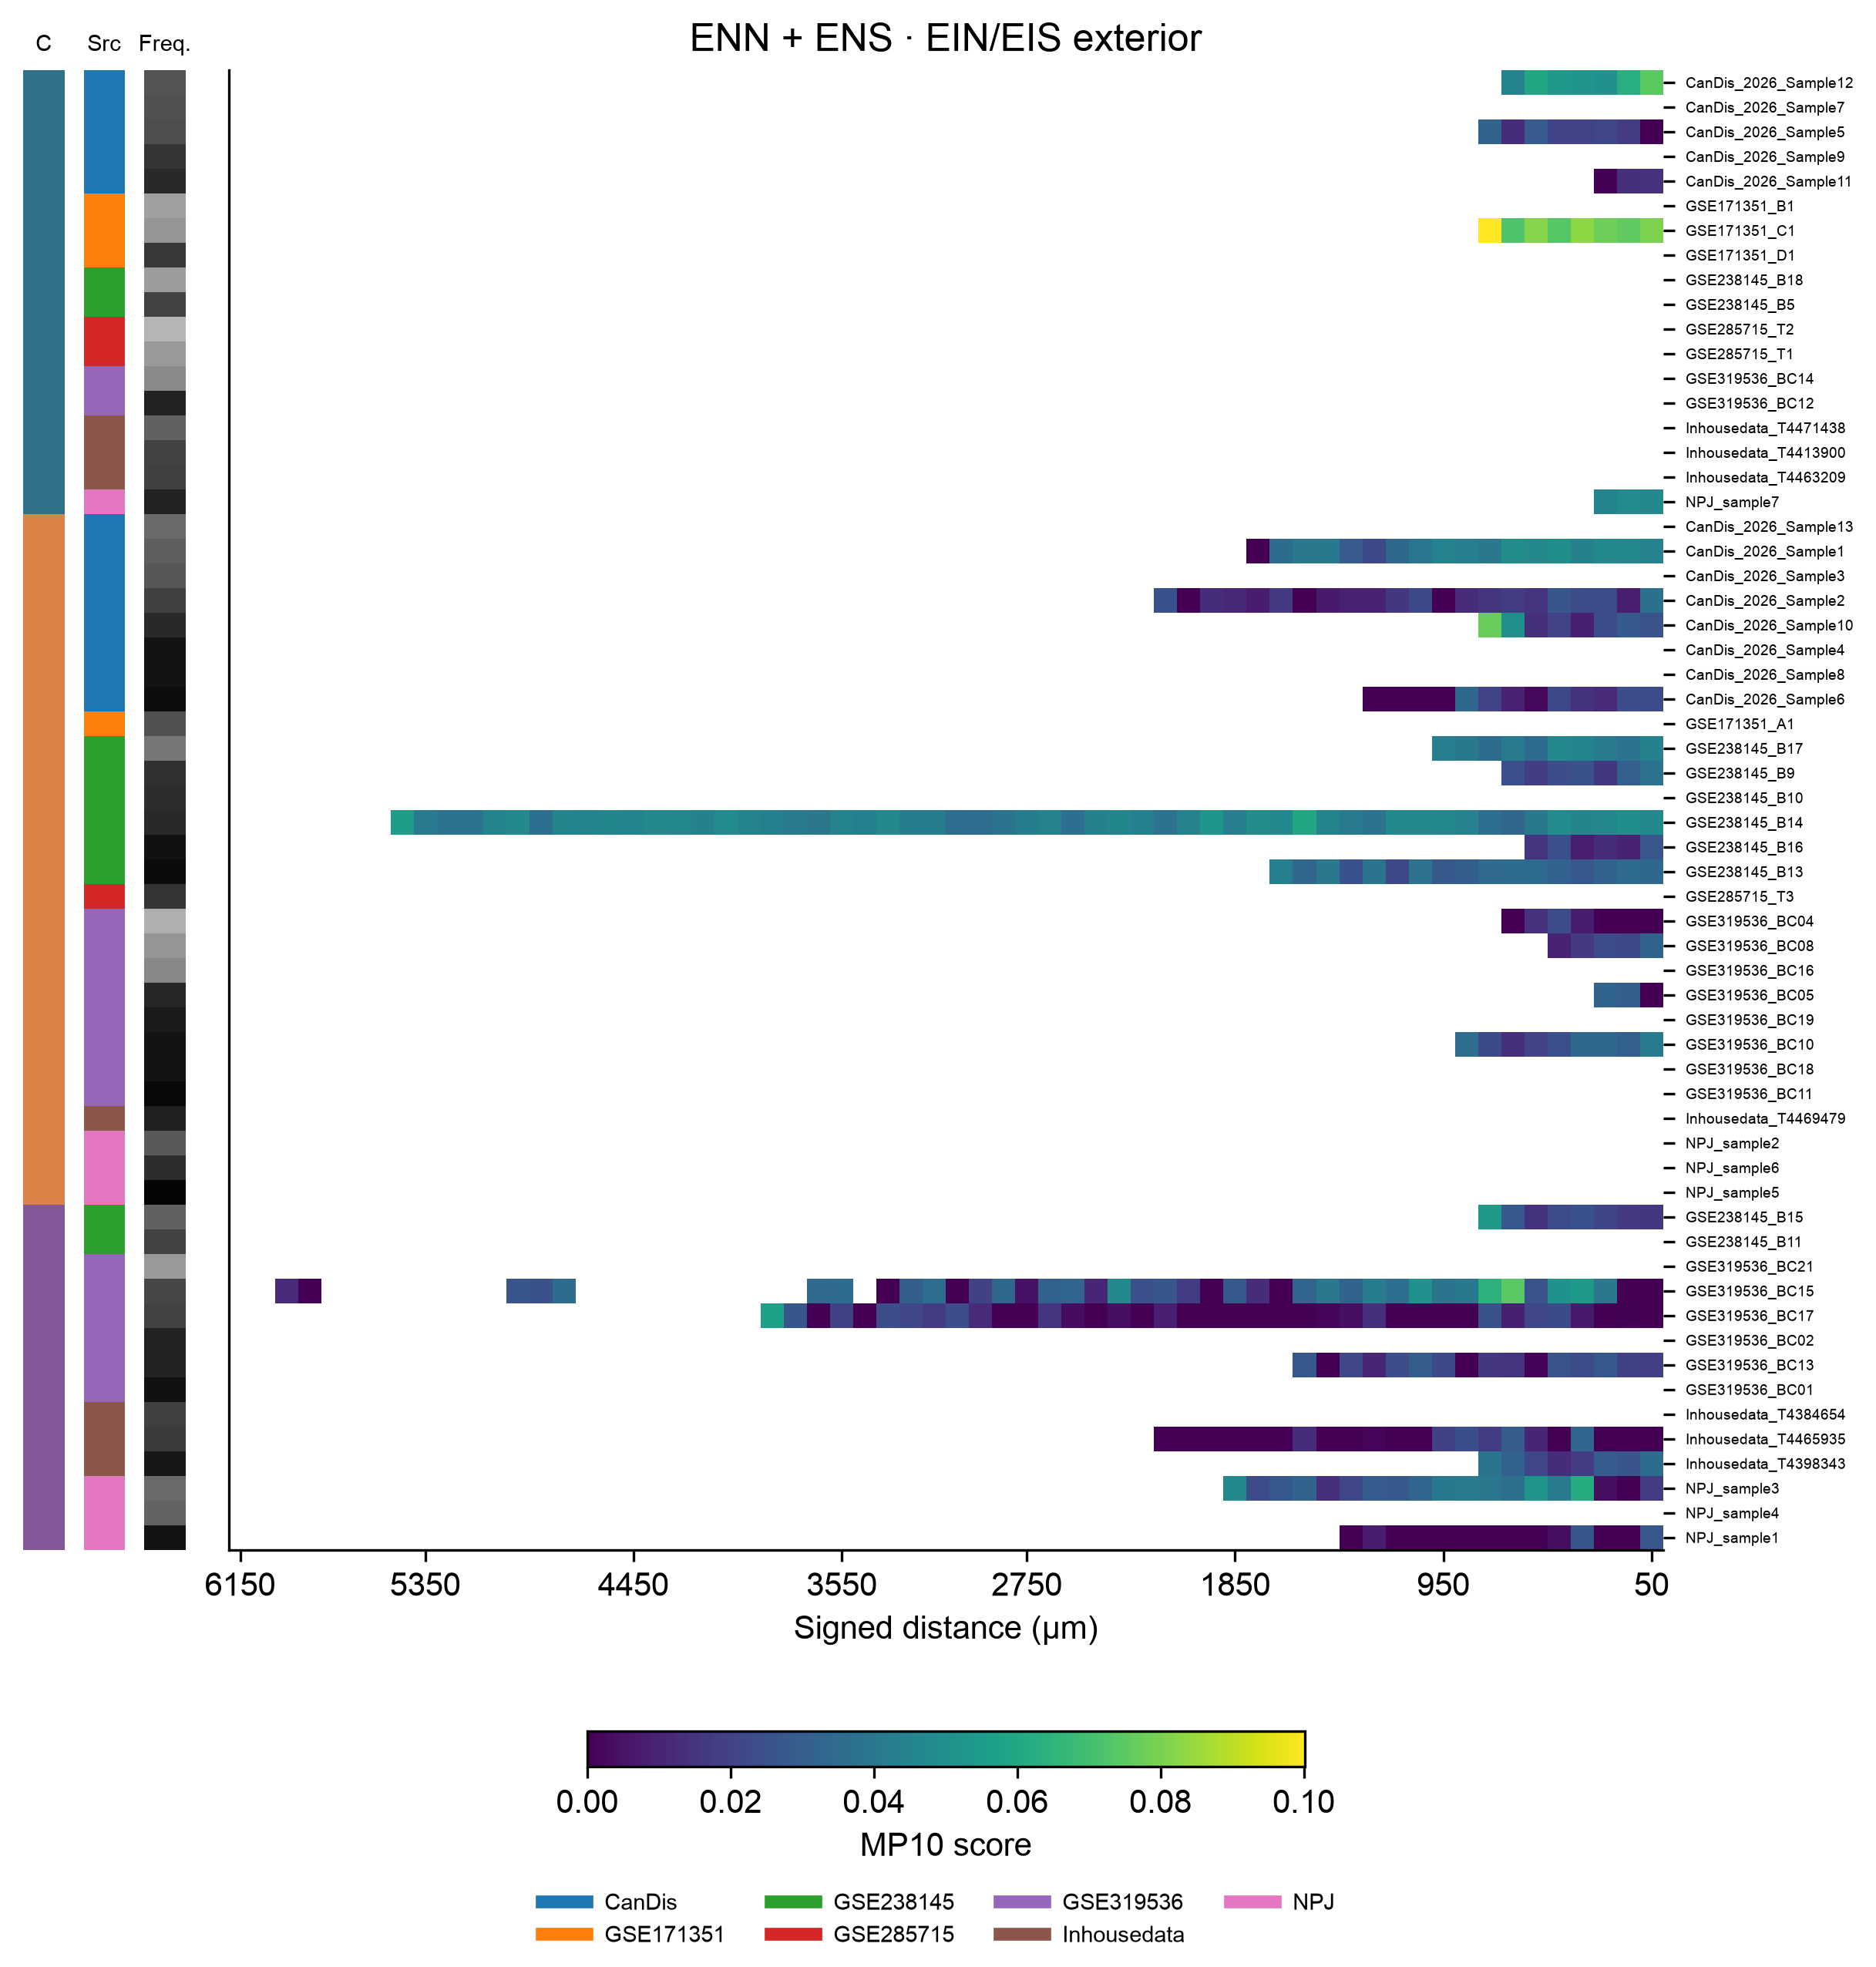 ENN + ENS · EIN/EIS exterior
C Src Freq.
CanDis_2026_Sample12
CanDis_2026_Sample7
CanDis_2026_Sample5
CanDis_2026_Sample9
CanDis_2026_Sample11
GSE171351_B1
GSE171351_C1
GSE171351_D1
GSE238145_B18
GSE238145_B5
GSE285715_T2
GSE285715_T1
GSE319536_BC14
GSE319536_BC12
Inhousedata_T4471438
Inhousedata_T4413900
Inhousedata_T4463209
NPJ_sample7
CanDis_2026_Sample13
CanDis_2026_Sample1
CanDis_2026_Sample3
CanDis_2026_Sample2
CanDis_2026_Sample10
CanDis_2026_Sample4
CanDis_2026_Sample8
CanDis_2026_Sample6
GSE171351_A1
GSE238145_B17
GSE238145_B9
GSE238145_B10
GSE238145_B14
GSE238145_B16
GSE238145_B13
GSE285715_T3
GSE319536_BC04
GSE319536_BC08
GSE319536_BC16
GSE319536_BC05
GSE319536_BC19
GSE319536_BC10
GSE319536_BC18
GSE319536_BC11
Inhousedata_T4469479
NPJ_sample2
NPJ_sample6
NPJ_sample5
GSE238145_B15
GSE238145_B11
GSE319536_BC21
GSE319536_BC15
GSE319536_BC17
GSE319536_BC02
GSE319536_BC13
GSE319536_BC01
Inhousedata_T4384654
Inhousedata_T4465935
Inhousedata_T4398343
NPJ_sample3
NPJ_sample4
NPJ_sample1
6150 5350 4450 3550 2750 1850 950 50
Signed distance (µm)
0.00 0.02 0.04 0.06 0.08 0.10
MP10 score
CanDis GSE238145 GSE319536 NPJ
GSE171351 GSE285715 Inhousedata